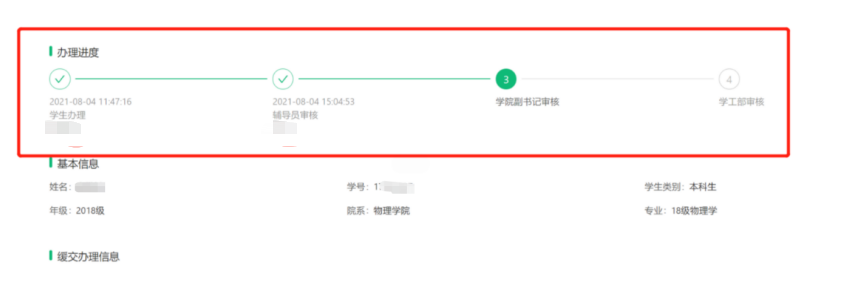 办理进度
3
4
2021-08-04 11:47:16
2021-08-04 15:04:53
学院副书记审核
学工部审核
学生办理
辅导员审核
基本信息
姓名:
学号: 17
学生类别: 本科生
年级: 2018级
院系: 物理学院
专业: 18级物理学
缓交办理信息